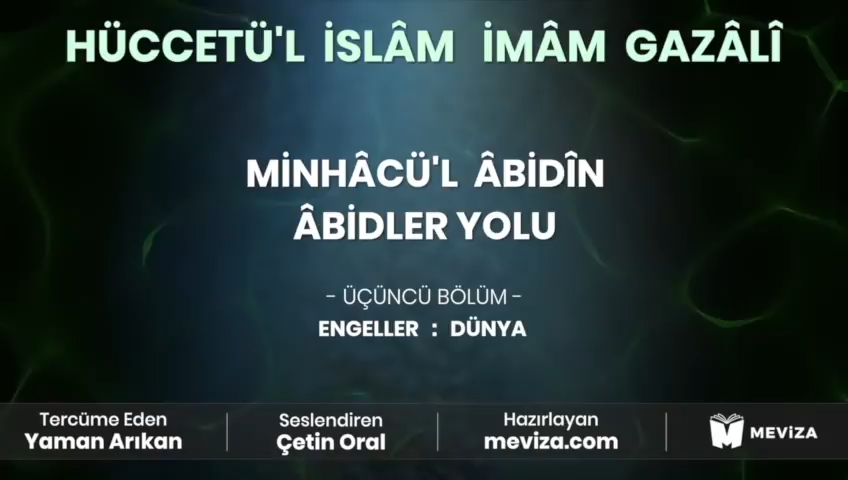 HÜCCETÜ'L İSLÂM İMÂM GAZÂLÎ
MİNHÂCÜ'L ÂBİDÎN
ÂBİDLER YOLU
- ÜÇÜNCÜ BÖLÜM -
ENGELLER : DÜNYA
Tercüme Eden
Yaman Arıkan
Seslendiren
Çetin Oral
Hazırlayan
meviza.com
MEVİZA